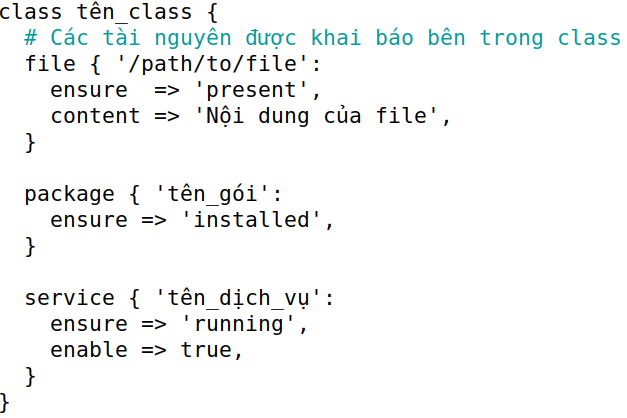 class tên_class {
  # Các tài nguyên được khai báo bên trong class
  file { '/path/to/file':
    ensure  => 'present',
    content => 'Nội dung của file',
  }

  package { 'tên_gói':
    ensure => 'installed',
  }

  service { 'tên_dịch_vụ':
    ensure => 'running',
    enable => true,
  }
}